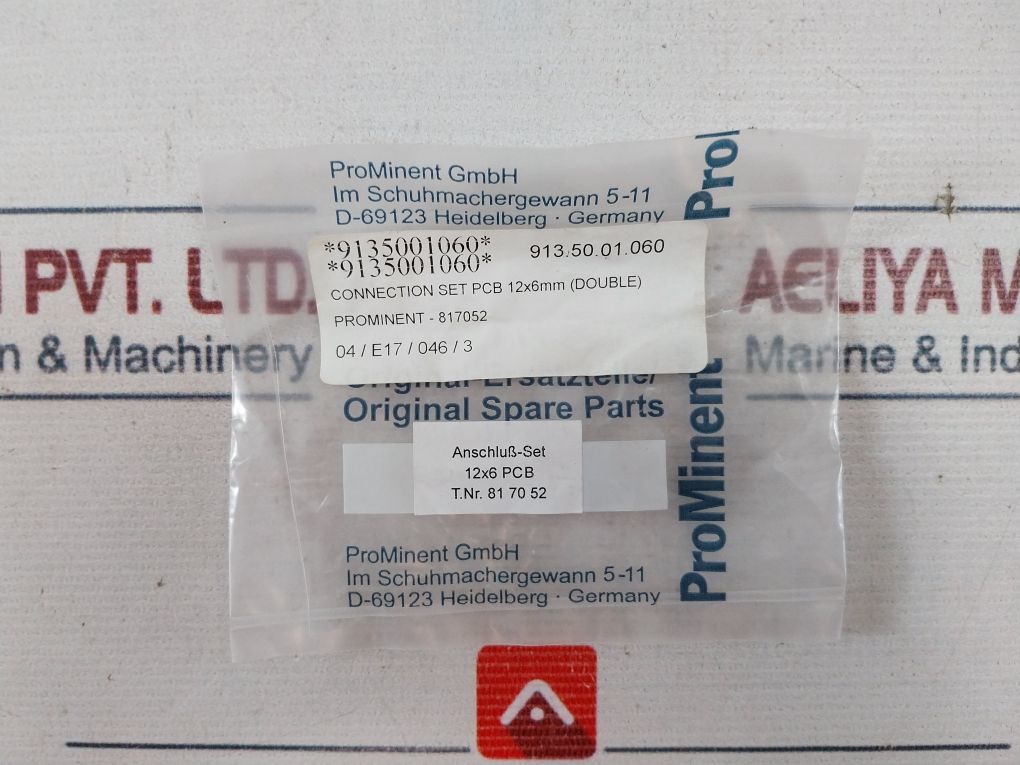 ProMinent GmbH
Im Schuhmachergewann 5-11
D-69123 Heidelberg · Germany
*9135001060*
*9135001060*
913.50.01.060
CONNECTION SET PCB 12x6mm (DOUBLE)
PROMINENT - 817052
04 / E17 / 046 / 3
Original Ersatzteile/
Original Spare Parts
Anschluß-Set
12x6 PCB
T.Nr. 81 70 52
ProMinent GmbH
Im Schuhmachergewann 5-11
D-69123 Heidelberg · Germany
ProMinent
PVT. LTD.
& Machinery
AELIYA M
Marine & Ind